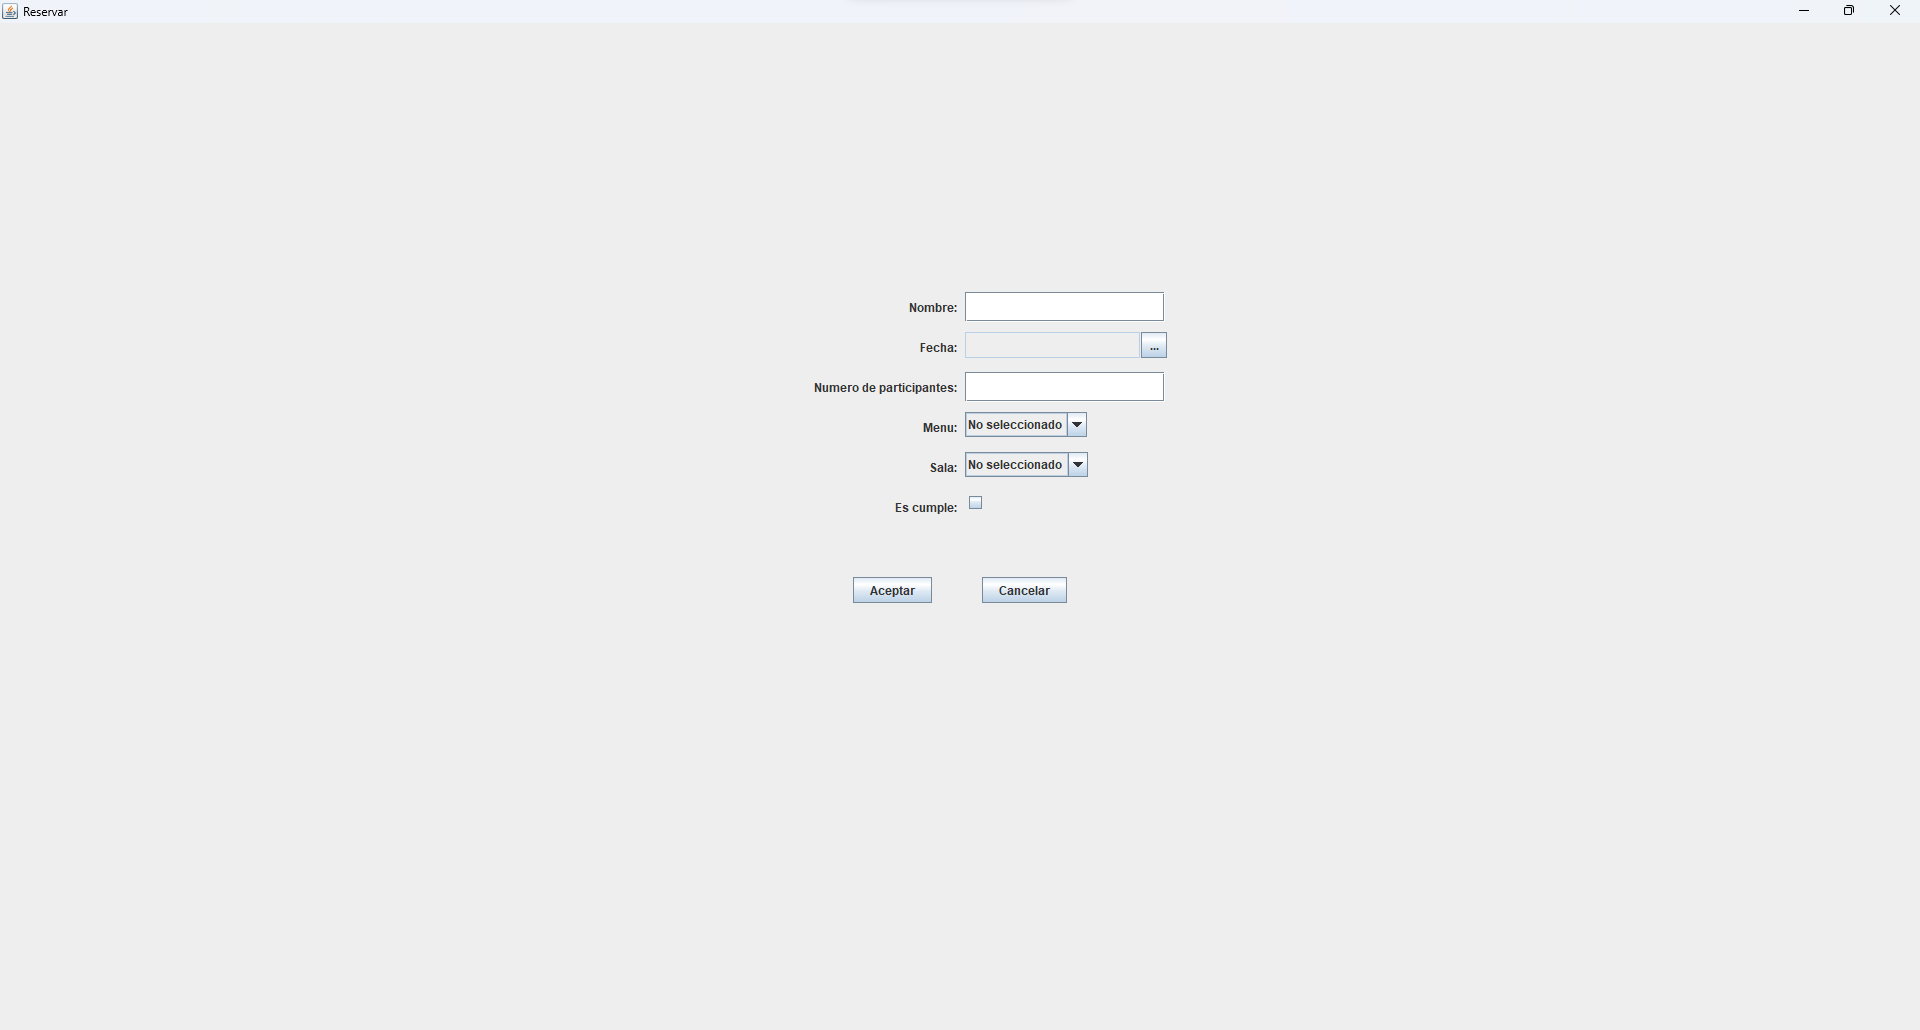 Reservar
Nombre:
Fecha: ...
Numero de participantes:
Menu: No seleccionado
Sala: No seleccionado
Es cumple:
Aceptar Cancelar